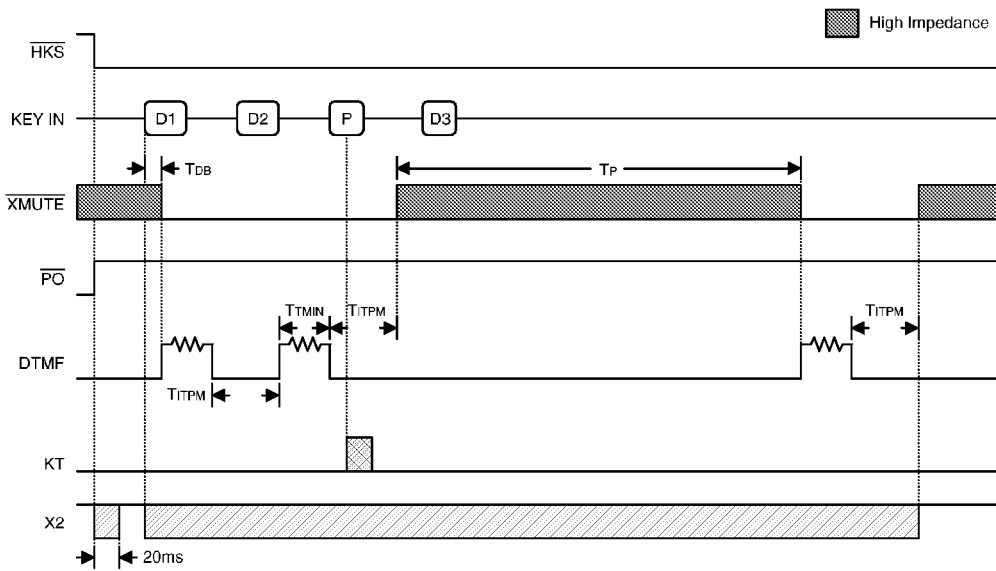 High Impedance
HKS
KEY IN
D1
D2
P
D3
TDB
TP
XMUTE
PO
TTMIN
TITPM
TITPM
DTMF
TITPM
KT
X2
20ms